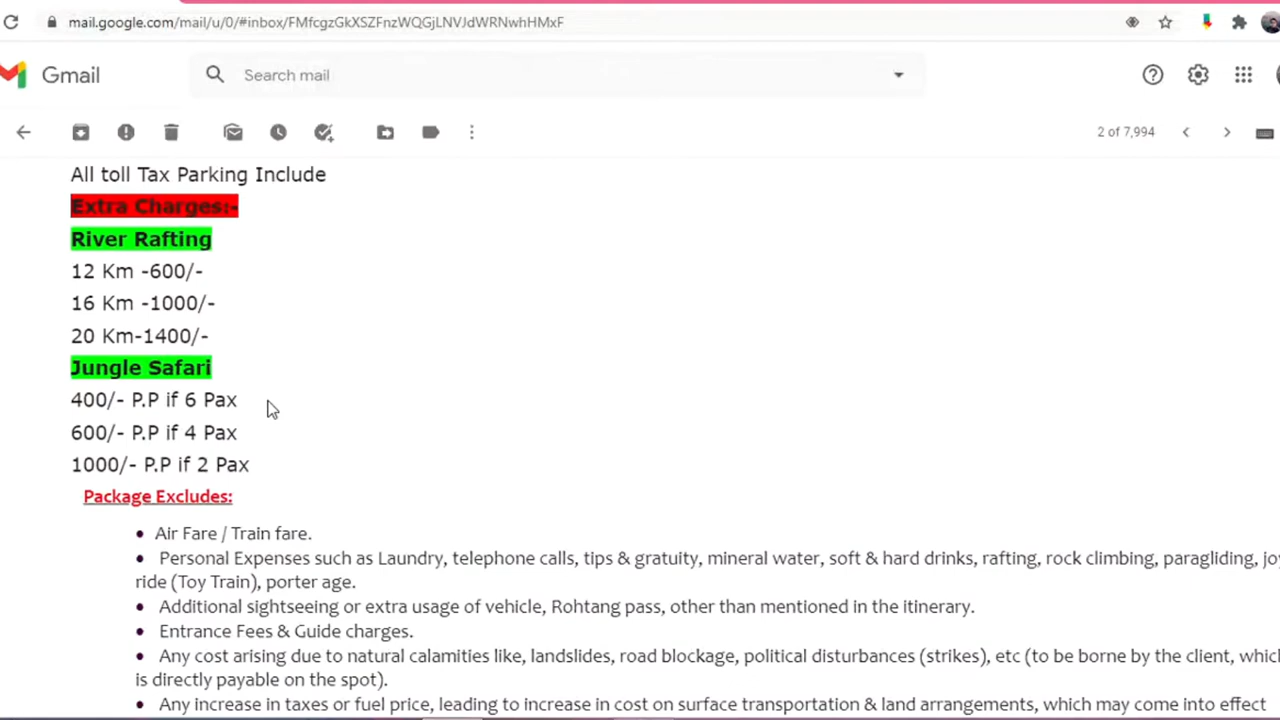 mail.google.com/mail/u/0/#inbox/FMfcgzGkXSZFnzWQGjLNVJdWRNwhHMxF
Gmail
Search mail
2 of 7,994
All toll Tax Parking Include
Extra Charges:-
River Rafting
12 Km -600/-
16 Km -1000/-
20 Km-1400/-
Jungle Safari
400/- P.P if 6 Pax
600/- P.P if 4 Pax
1000/- P.P if 2 Pax
Package Excludes:
• Air Fare / Train fare.
• Personal Expenses such as Laundry, telephone calls, tips & gratuity, mineral water, soft & hard drinks, rafting, rock climbing, paragliding, joy
ride (Toy Train), porter age.
• Additional sightseeing or extra usage of vehicle, Rohtang pass, other than mentioned in the itinerary.
• Entrance Fees & Guide charges.
• Any cost arising due to natural calamities like, landslides, road blockage, political disturbances (strikes), etc (to be borne by the client, which
is directly payable on the spot).
• Any increase in taxes or fuel price, leading to increase in cost on surface transportation & land arrangements, which may come into effect